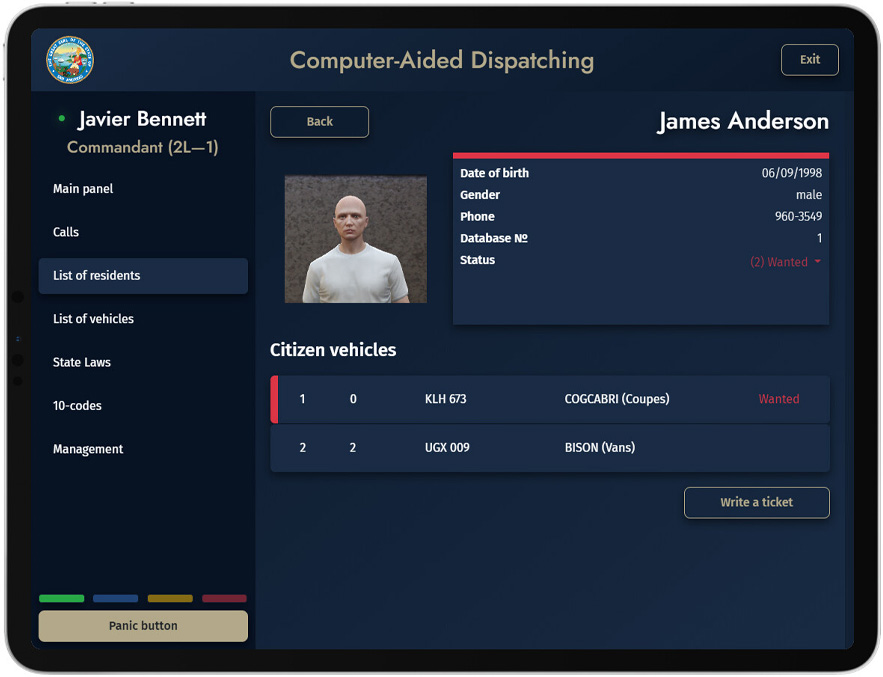 Computer-Aided Dispatching
Exit
Javier Bennett
Commandant (2L—1)
Main panel
Calls
List of residents
List of vehicles
State Laws
10-codes
Management
Panic button
Back
James Anderson
Date of birth 06/09/1998
Gender male
Phone 960-3549
Database № 1
Status (2) Wanted
Citizen vehicles
1 0 KLH 673 COGCABRI (Coupes) Wanted
2 2 UGX 009 BISON (Vans)
Write a ticket